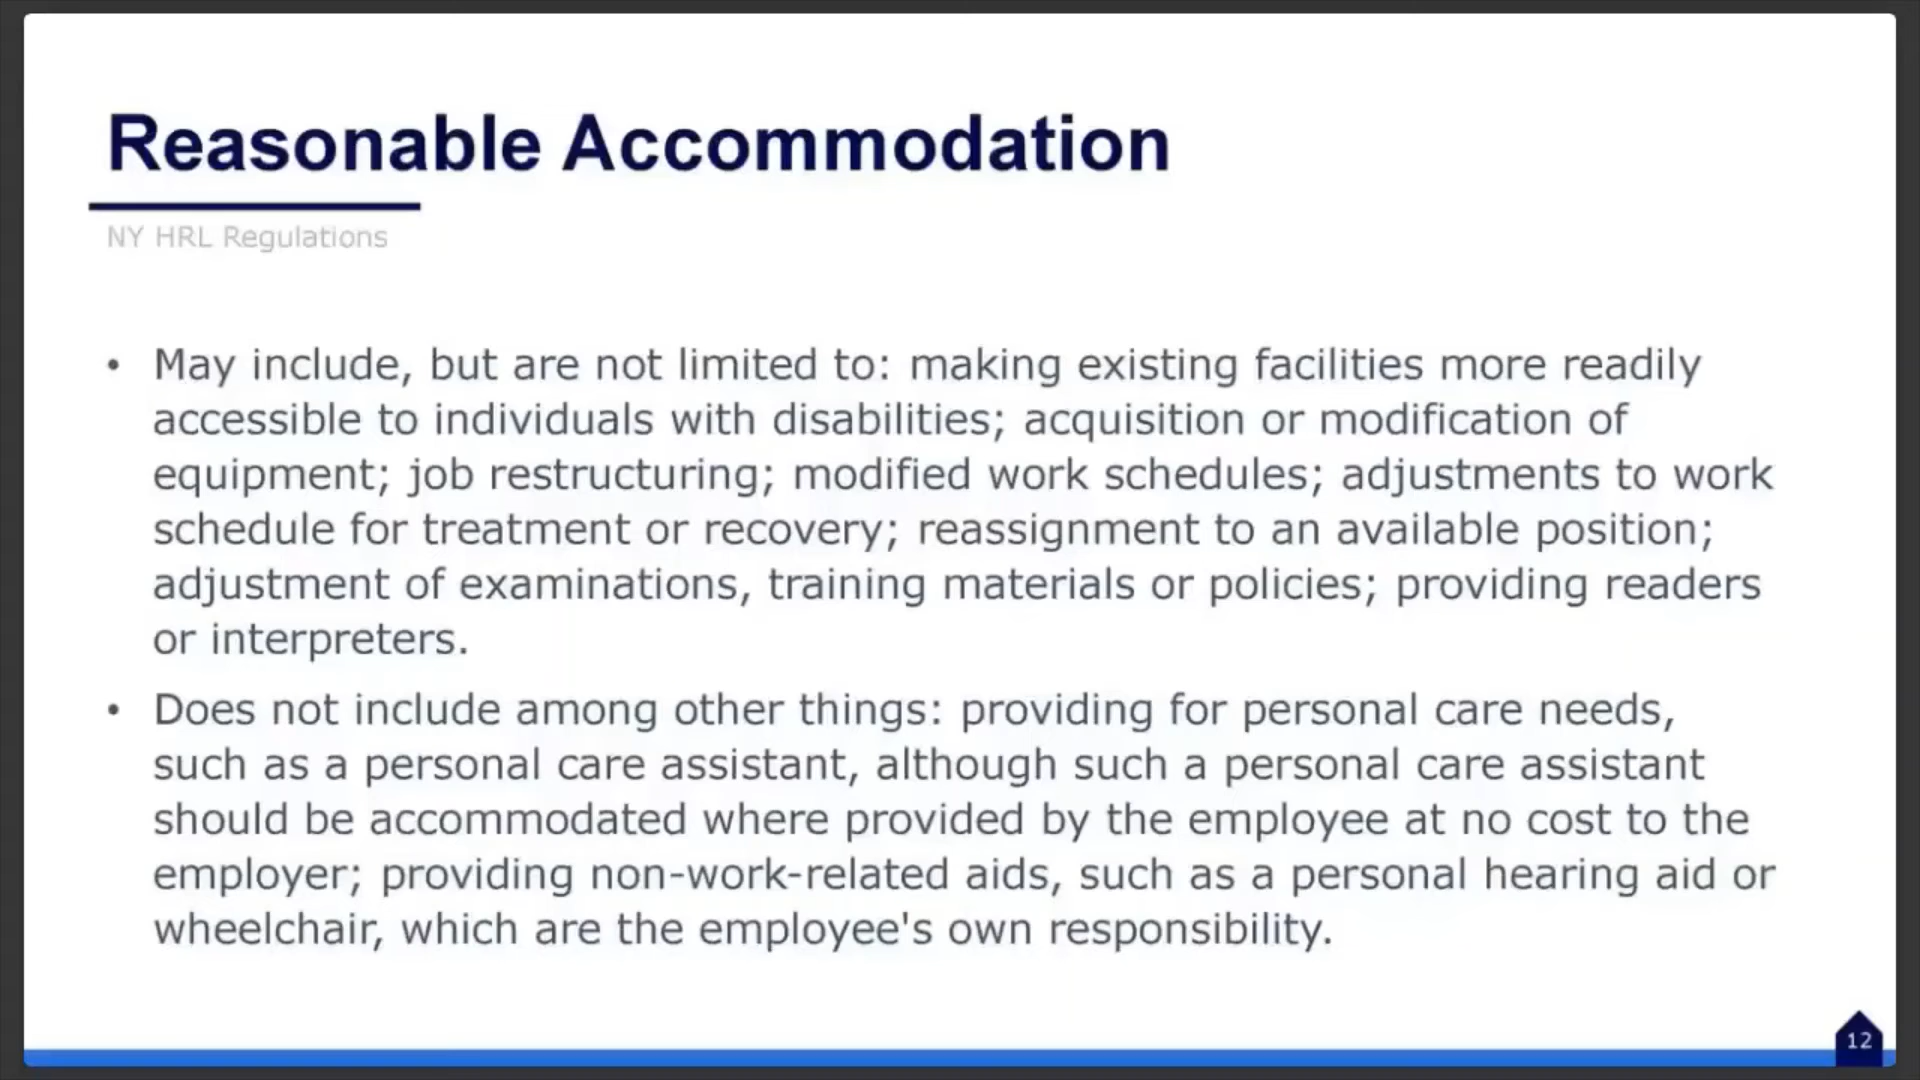 Reasonable Accommodation
NY HRL Regulations
• May include, but are not limited to: making existing facilities more readily
accessible to individuals with disabilities; acquisition or modification of
equipment; job restructuring; modified work schedules; adjustments to work
schedule for treatment or recovery; reassignment to an available position;
adjustment of examinations, training materials or policies; providing readers
or interpreters.
• Does not include among other things: providing for personal care needs,
such as a personal care assistant, although such a personal care assistant
should be accommodated where provided by the employee at no cost to the
employer; providing non-work-related aids, such as a personal hearing aid or
wheelchair, which are the employee's own responsibility.
12